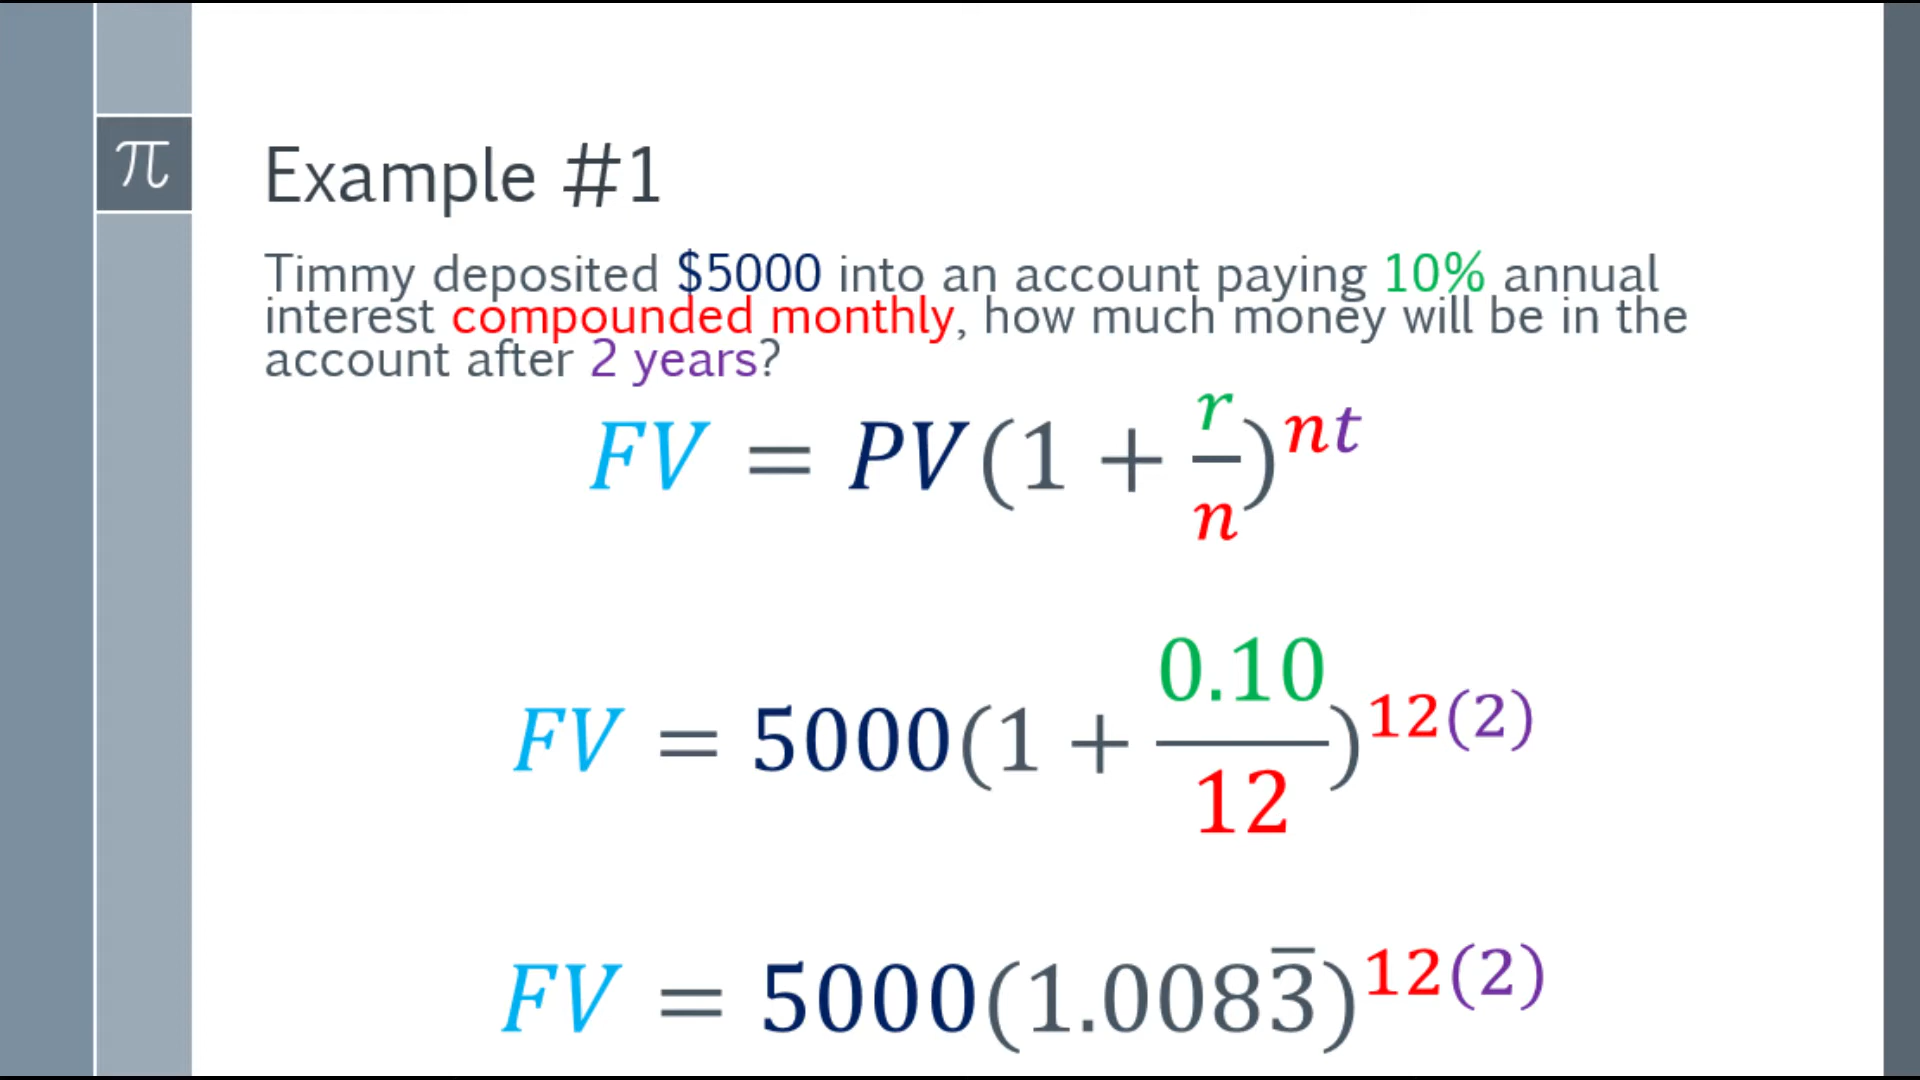 π
Example #1
Timmy deposited $5000 into an account paying 10% annual
interest compounded monthly, how much money will be in the
account after 2 years?
FV = PV(1 + r/n)^nt
FV = 5000(1 + 0.10/12)^12(2)
FV = 5000(1.0083̅)^12(2)